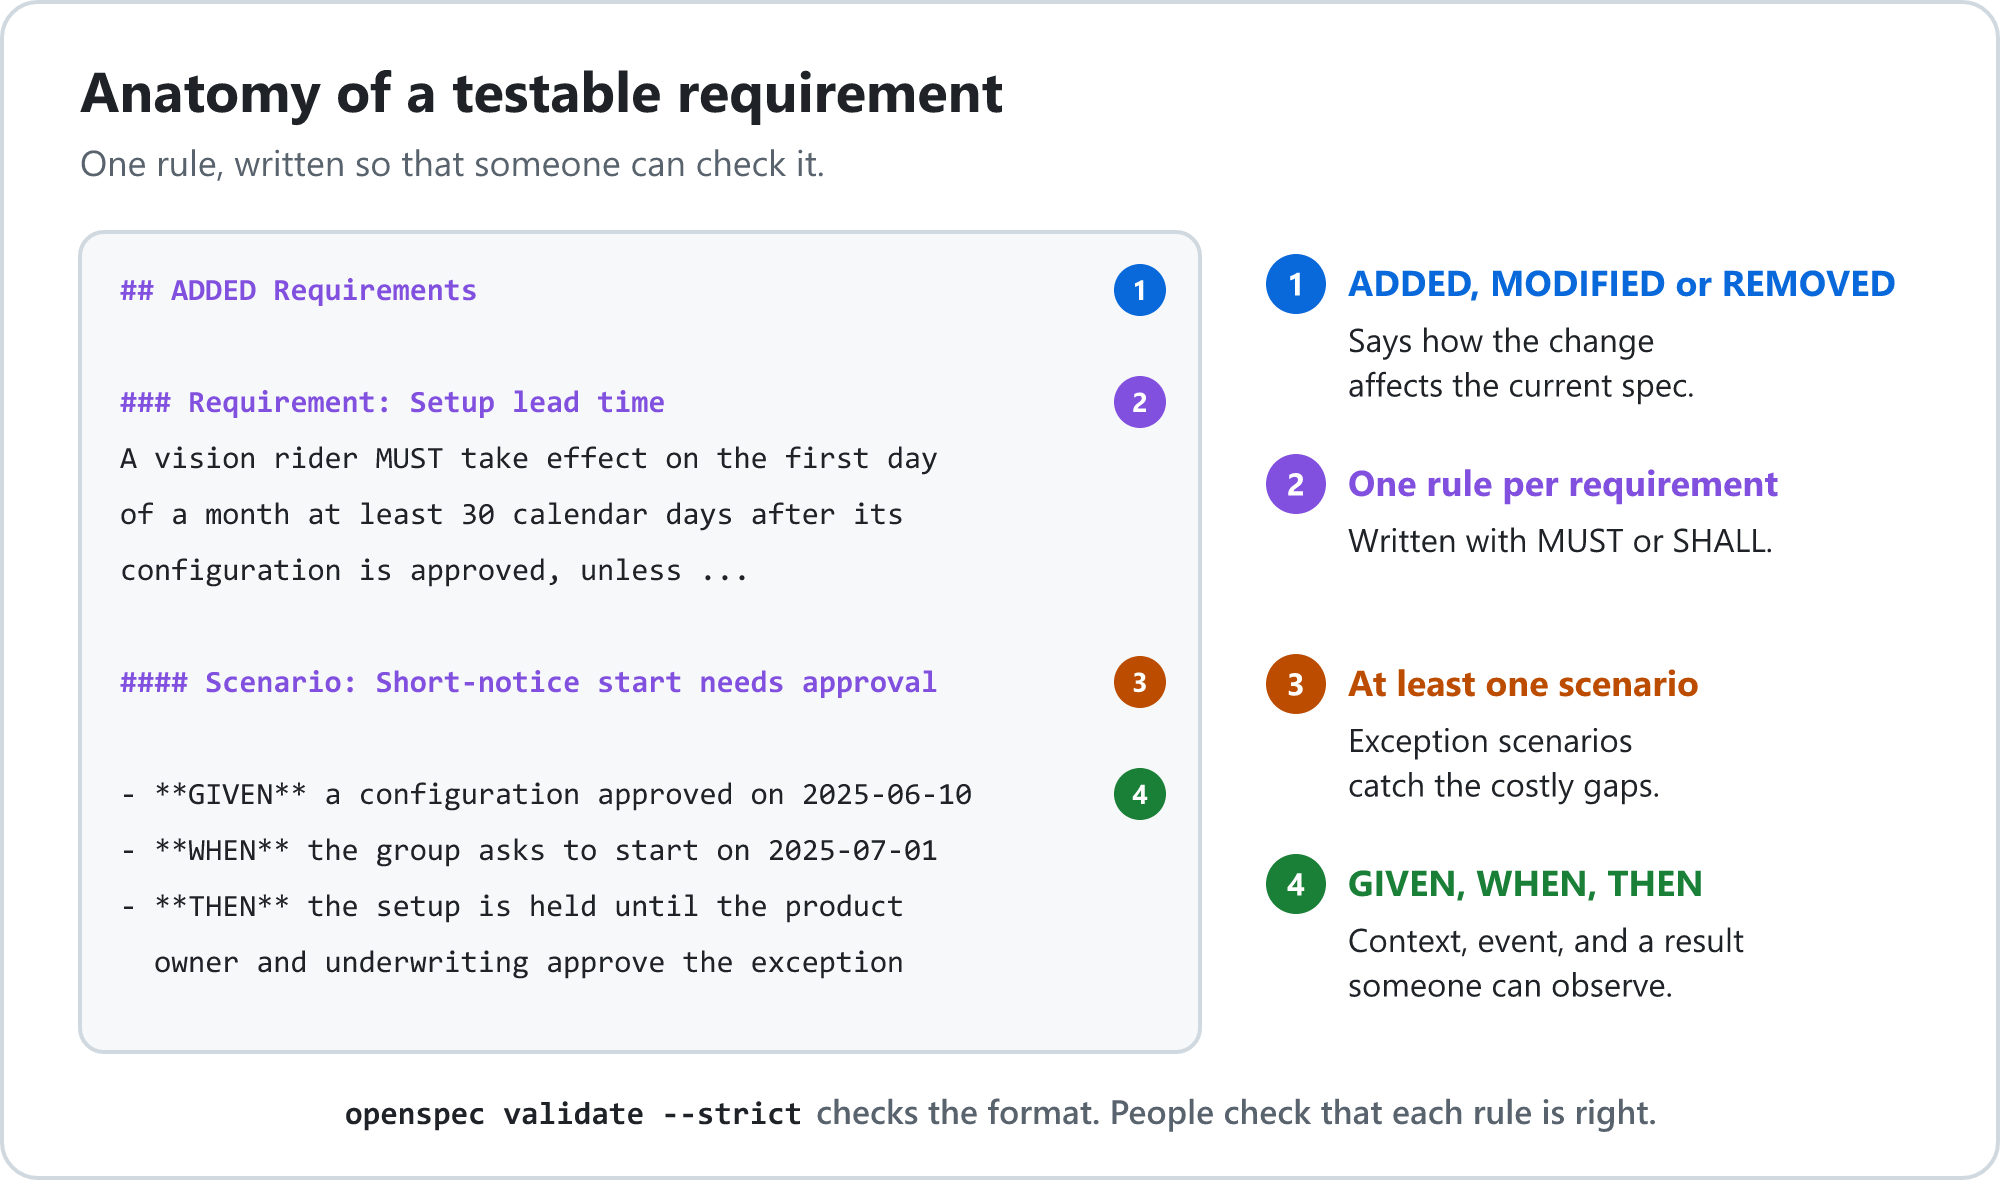 Anatomy of a testable requirement
One rule, written so that someone can check it.
## ADDED Requirements
1
### Requirement: Setup lead time
2
A vision rider MUST take effect on the first day
of a month at least 30 calendar days after its
configuration is approved, unless ...
#### Scenario: Short-notice start needs approval
3
- **GIVEN** a configuration approved on 2025-06-10
4
- **WHEN** the group asks to start on 2025-07-01
- **THEN** the setup is held until the product
owner and underwriting approve the exception
1
ADDED, MODIFIED or REMOVED
Says how the change
affects the current spec.
2
One rule per requirement
Written with MUST or SHALL.
3
At least one scenario
Exception scenarios
catch the costly gaps.
4
GIVEN, WHEN, THEN
Context, event, and a result
someone can observe.
openspec validate --strict checks the format. People check that each rule is right.